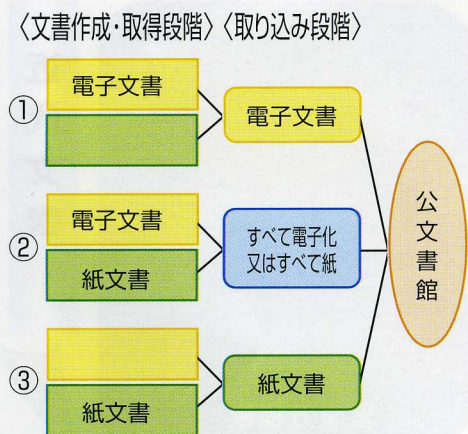 〈文書作成・取得段階〉〈取り込み段階〉
①
電子文書
電子文書
②
電子文書
紙文書
すべて電子化
又はすべて紙
③
紙文書
紙文書
公文書館